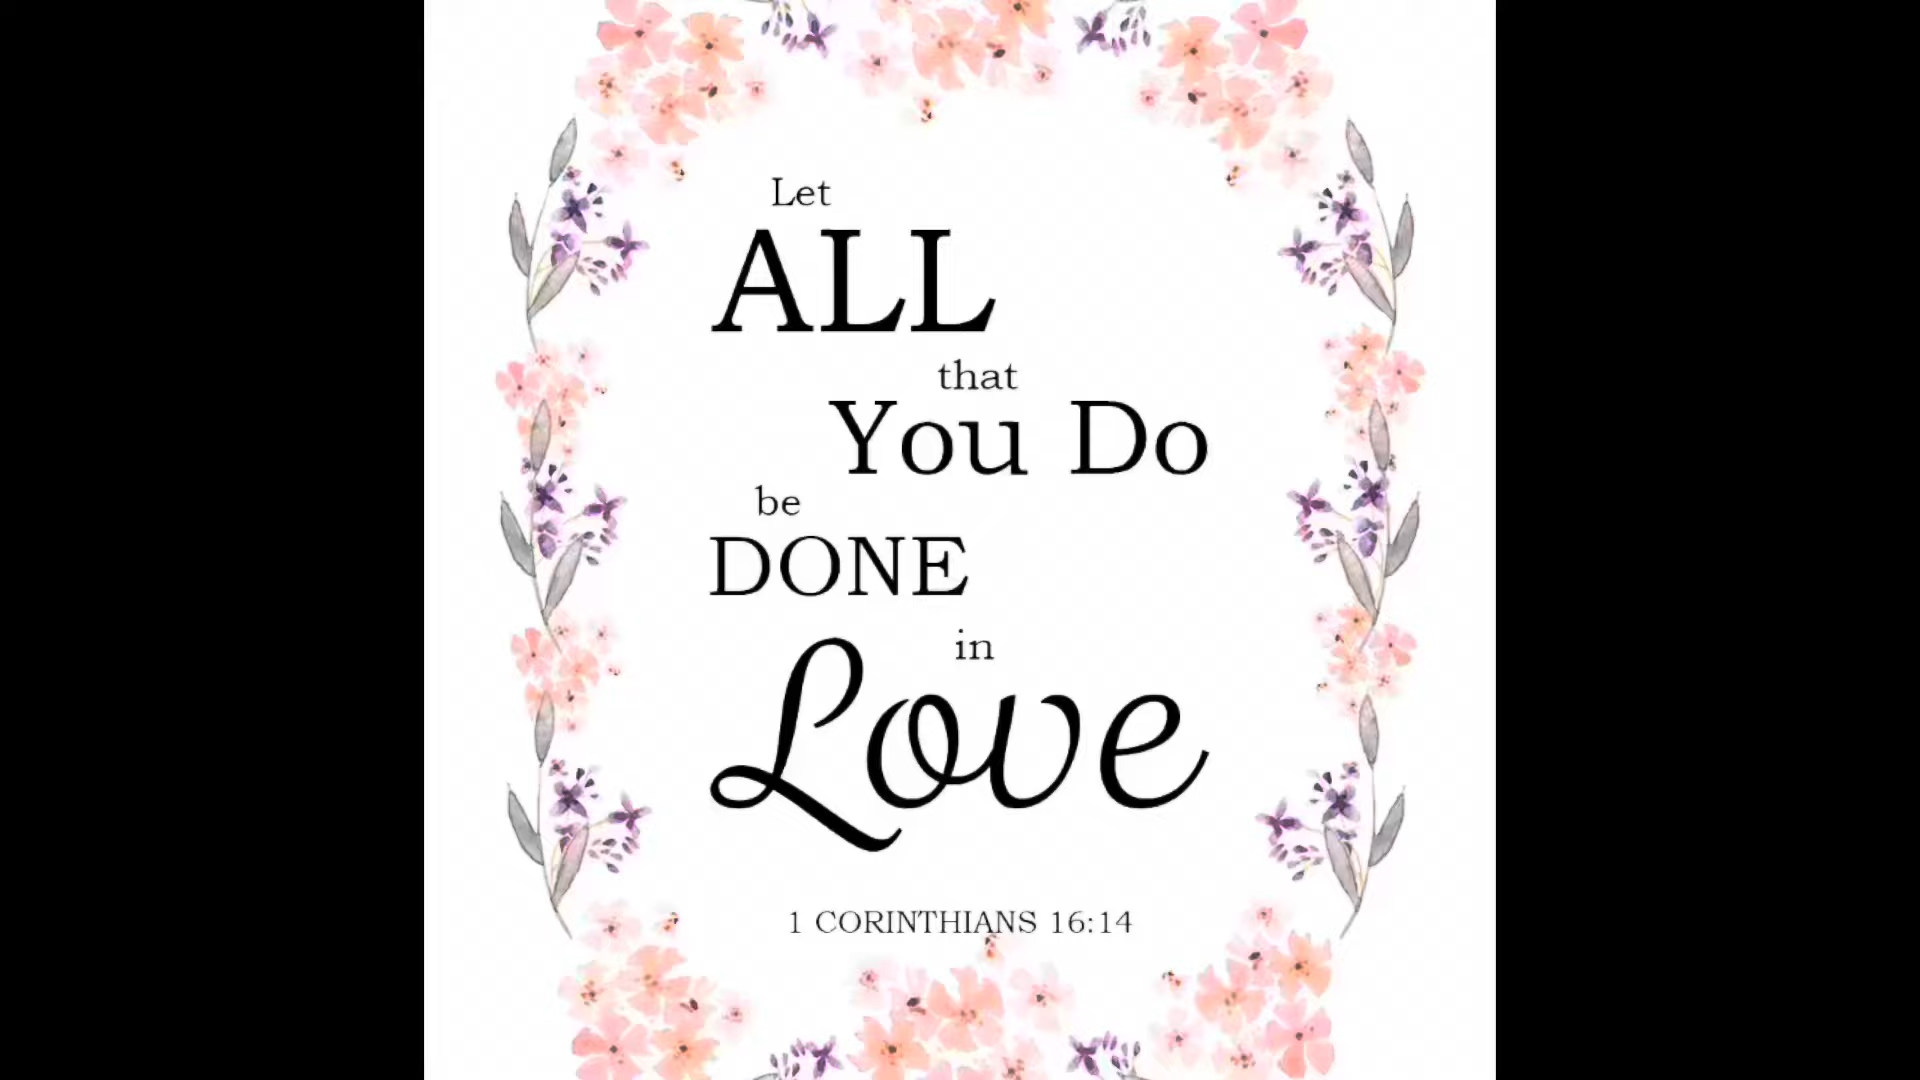 Let
ALL
that
You Do
be
DONE
in
Love
1 CORINTHIANS 16:14